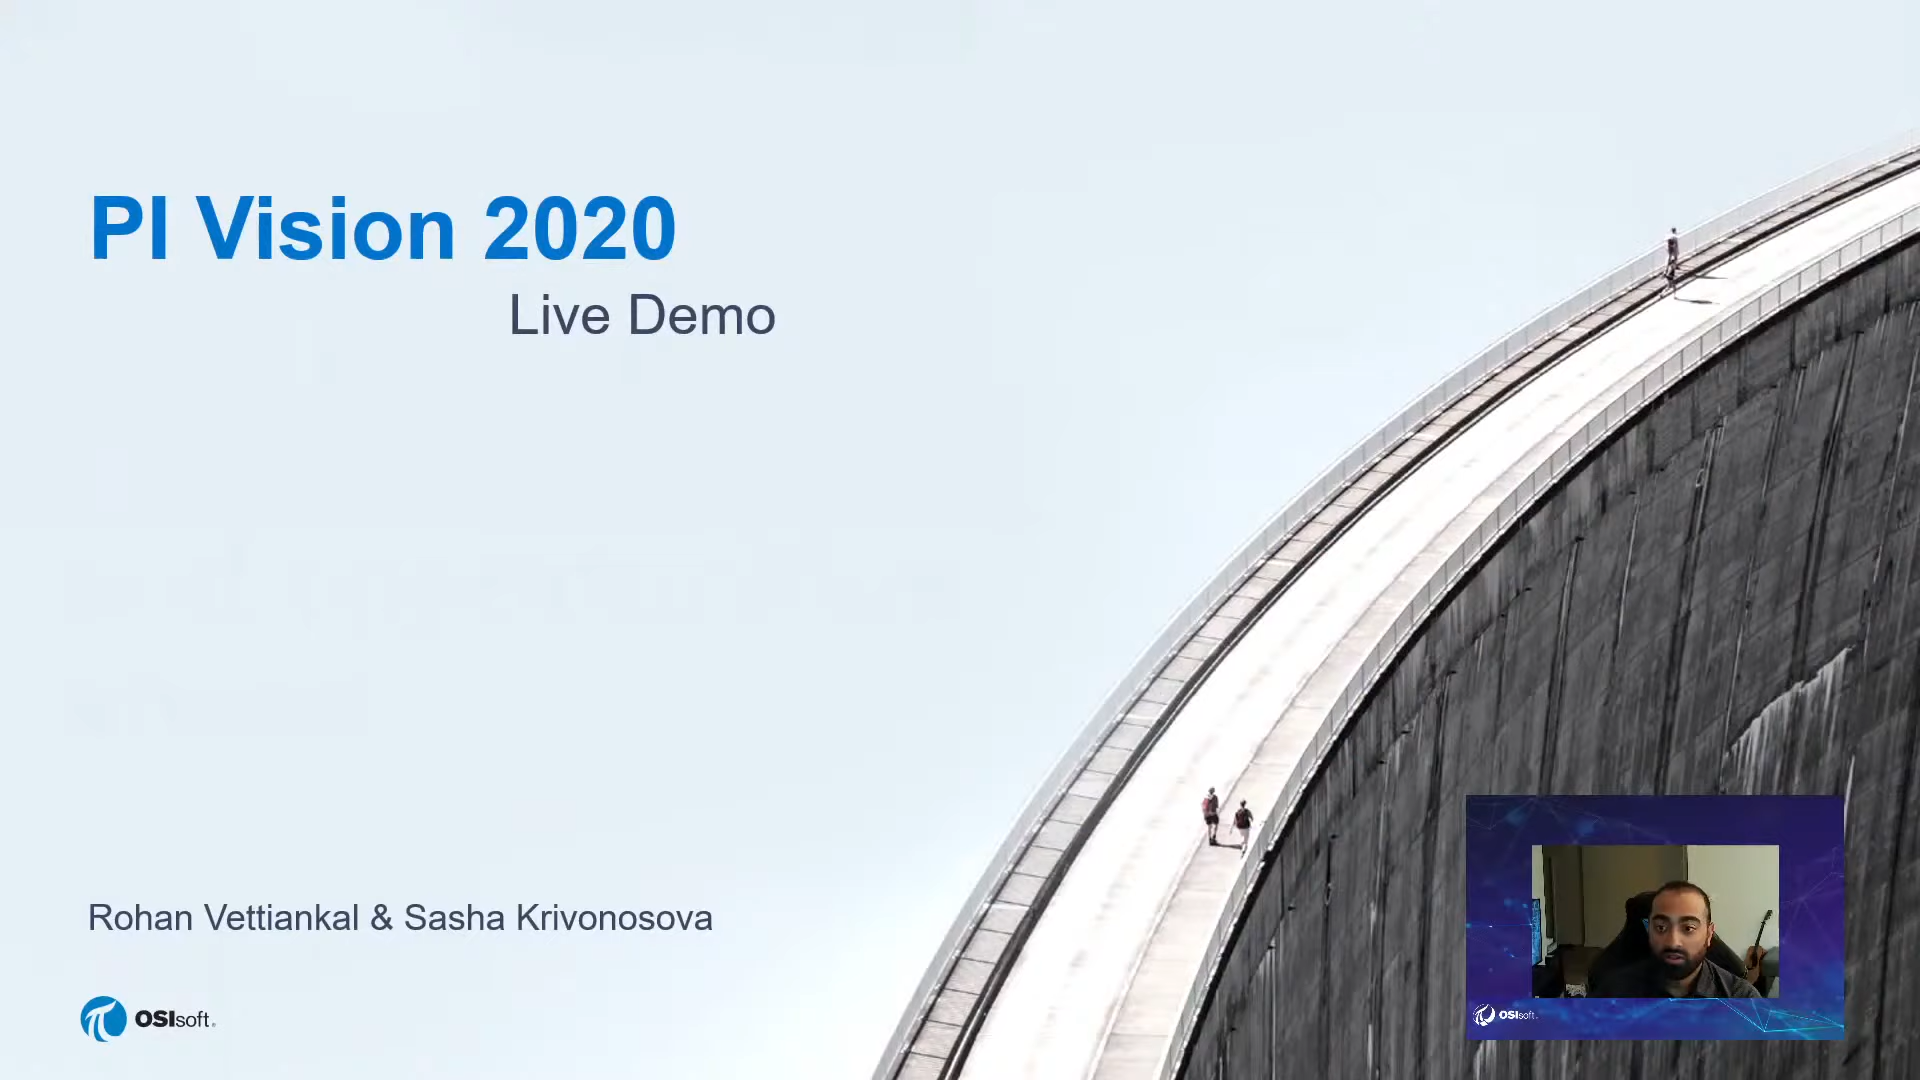 PI Vision 2020
Live Demo
Rohan Vettiankal & Sasha Krivonosova
OSIsoft.
OSIsoft.